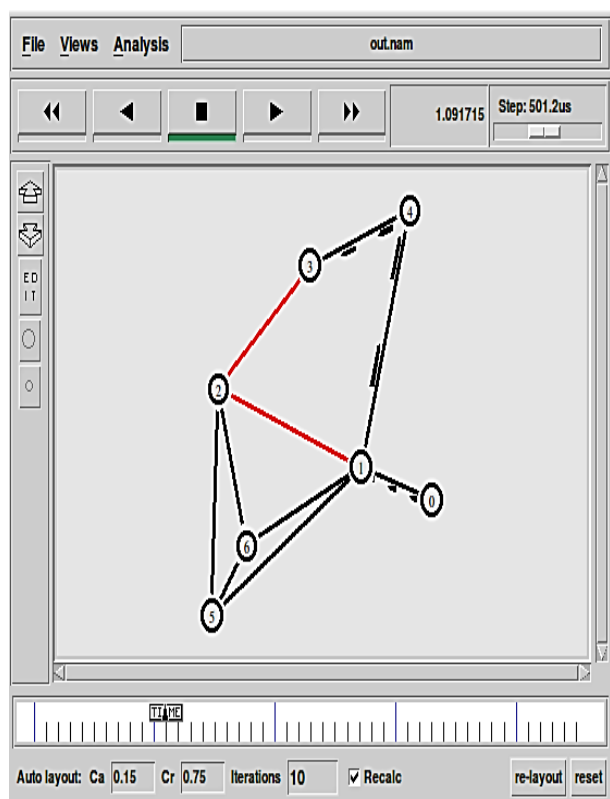 File Views Analysis out.nam
1.091715 Step: 501.2us
4
3
ED
IT
2
1
0
6
5
TIME
Auto layout: Ca 0.15 Cr 0.75 Iterations 10 Recalc re-layout reset